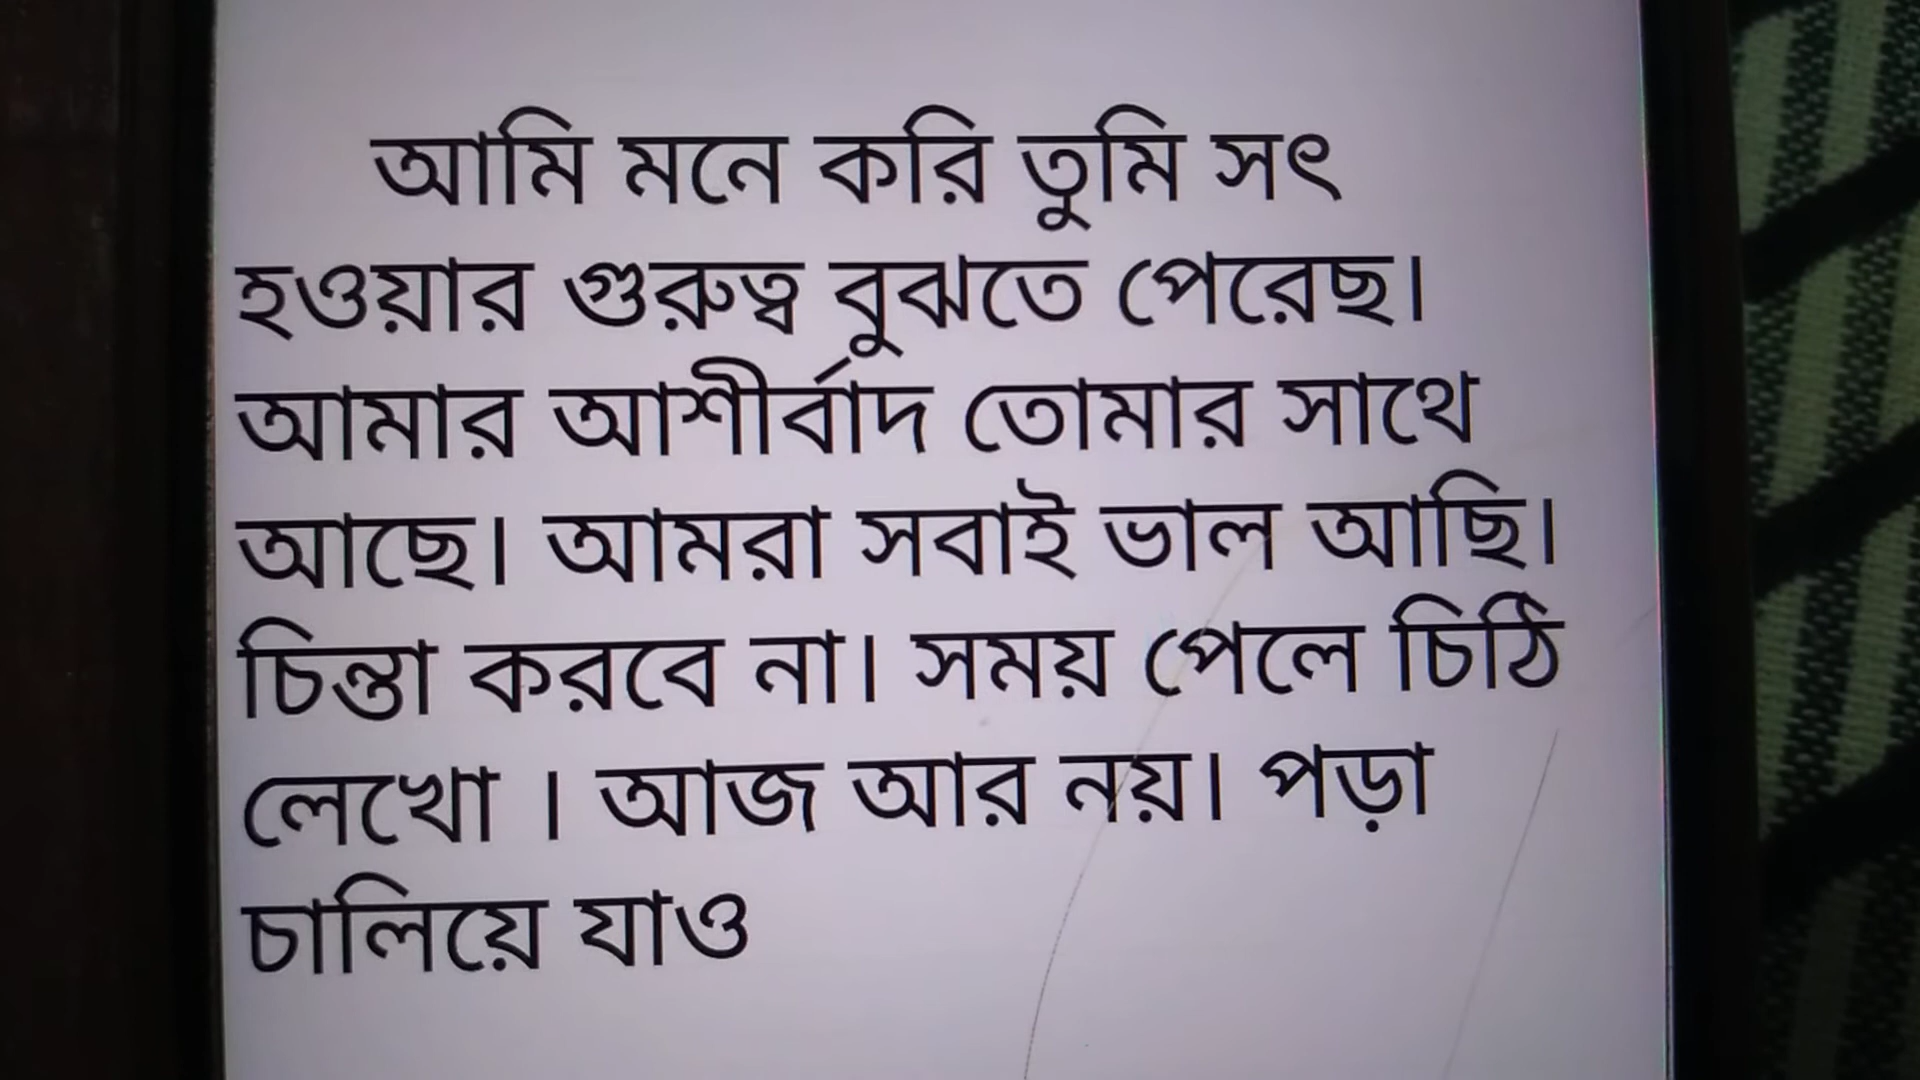 আমি মনে করি তুমি সৎ
হওয়ার গুরুত্ব বুঝতে পেরেছ।
আমার আশীর্বাদ তোমার সাথে
আছে। আমরা সবাই ভাল আছি।
চিন্তা করবে না। সময় পেলে চিঠি
লেখো । আজ আর নয়। পড়া
চালিয়ে যাও